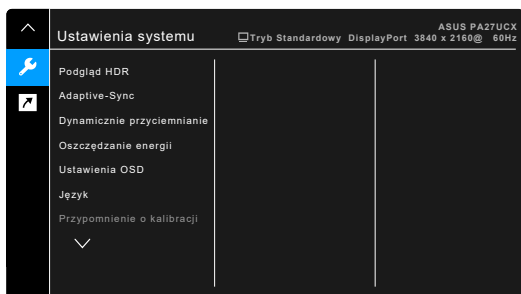 ASUS PA27UCX
Ustawienia systemu
Tryb Standardowy DisplayPort 3840 x 2160@ 60Hz
Podgląd HDR
Adaptive-Sync
Dynamicznie przyciemnianie
Oszczędzanie energii
Ustawienia OSD
Język
Przypomnienie o kalibracji